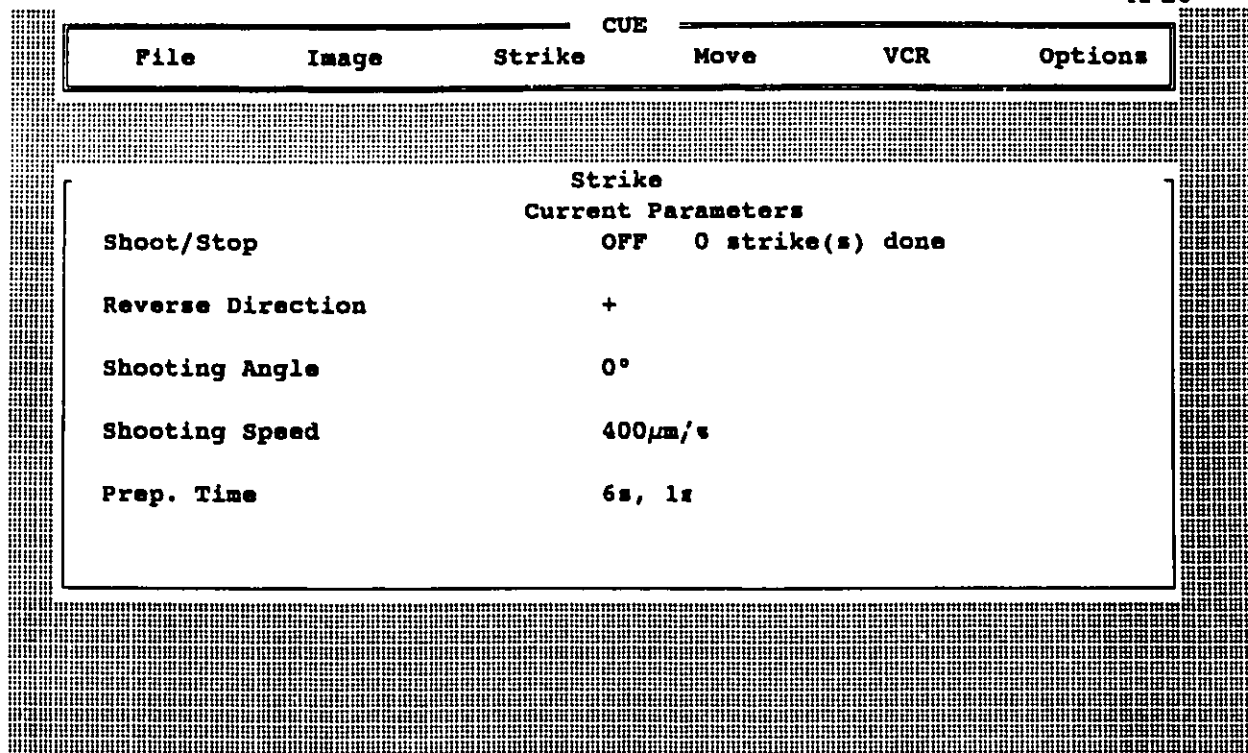 CUE
File Image Strike Move VCR Options
Strike
Current Parameters
Shoot/Stop OFF 0 strike(s) done
Reverse Direction +
Shooting Angle 0°
Shooting Speed 400µm/s
Prep. Time 6s, 1s